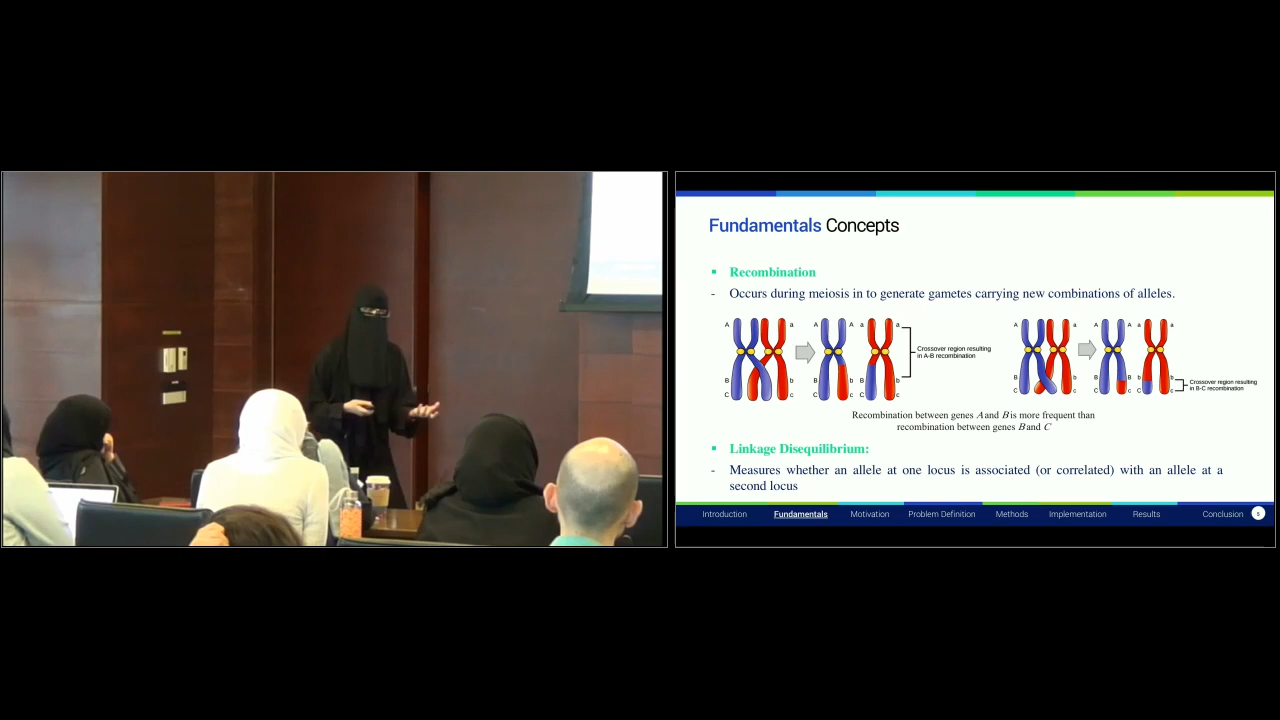 Fundamentals Concepts
▪ Recombination
- Occurs during meiosis in to generate gametes carrying new combinations of alleles.
A a A A a a A a A A a a
Crossover region resulting
in A-B recombination
B b B B b b B b B B b b
C c C C c c C c C C c c
Crossover region resulting
in B-C recombination
Recombination between genes A and B is more frequent than
recombination between genes B and C
▪ Linkage Disequilibrium:
- Measures whether an allele at one locus is associated (or correlated) with an allele at a
second locus
Introduction Fundamentals Motivation Problem Definition Methods Implementation Results Conclusion 5